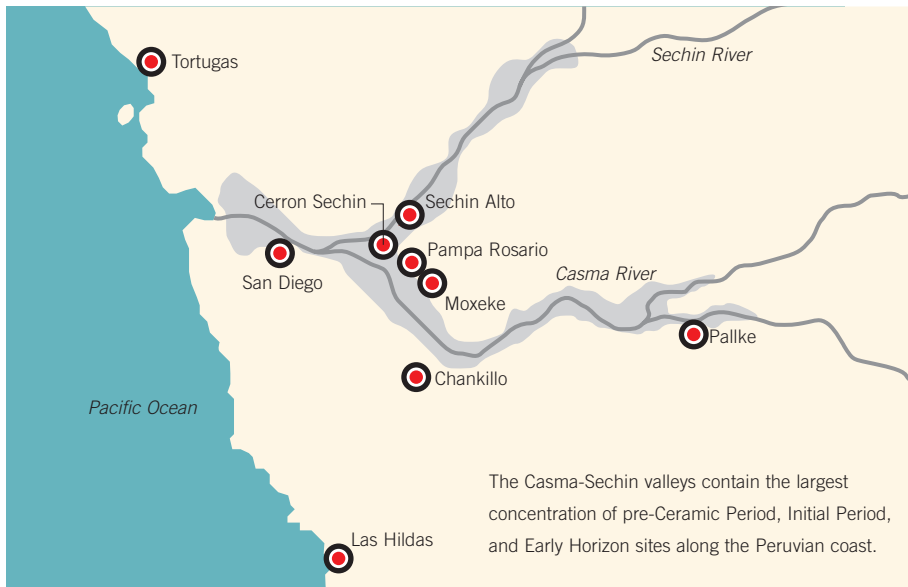 Tortugas
Sechin River
Cerron Sechin
Sechin Alto
Pampa Rosario
San Diego
Casma River
Moxeke
Pallke
Chankillo
Pacific Ocean
The Casma-Sechin valleys contain the largest
concentration of pre-Ceramic Period, Initial Period,
and Early Horizon sites along the Peruvian coast.
Las Hildas